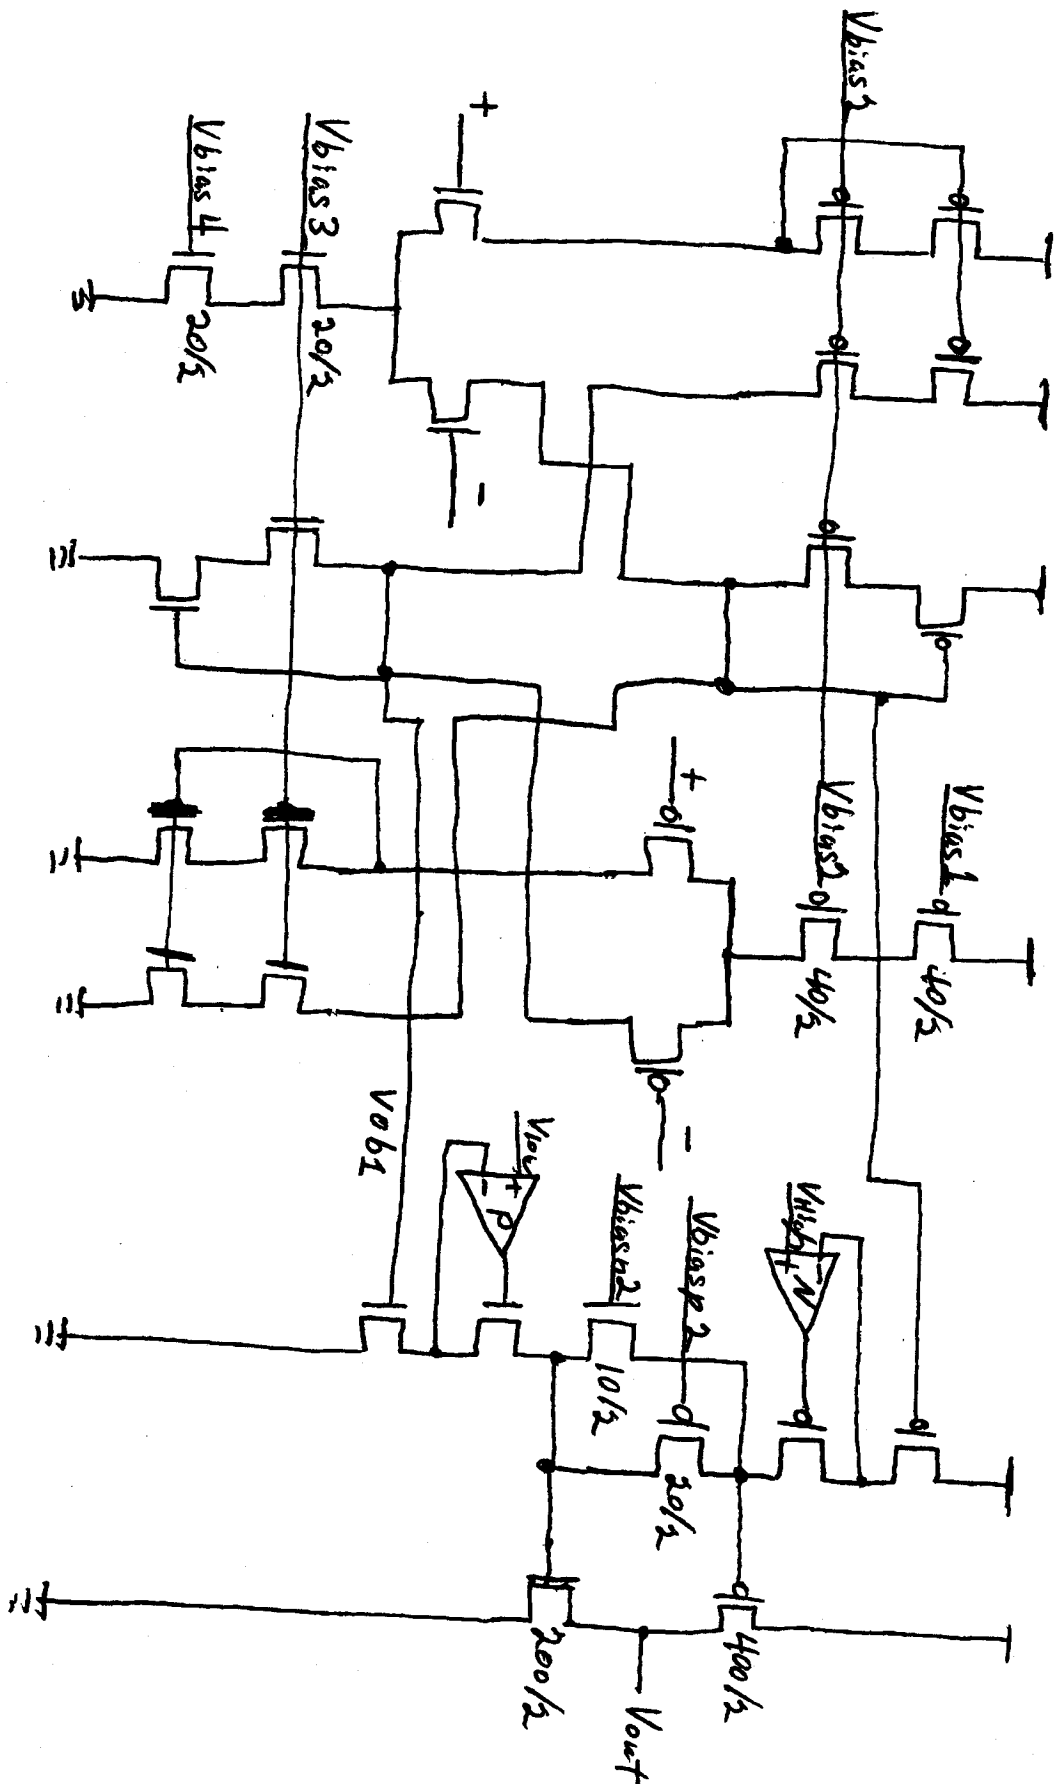 Vbias2
+
Vbias3
Vbias4
20/2
20/2
-
+
Vbias2
Vbias1
40/2
40/2
-
Vob1
Vlow
+
-
P
Vbiasn2
Vbiasp2
VHigh
+
-
N
10/2
20/2
200/2
400/2
Vout